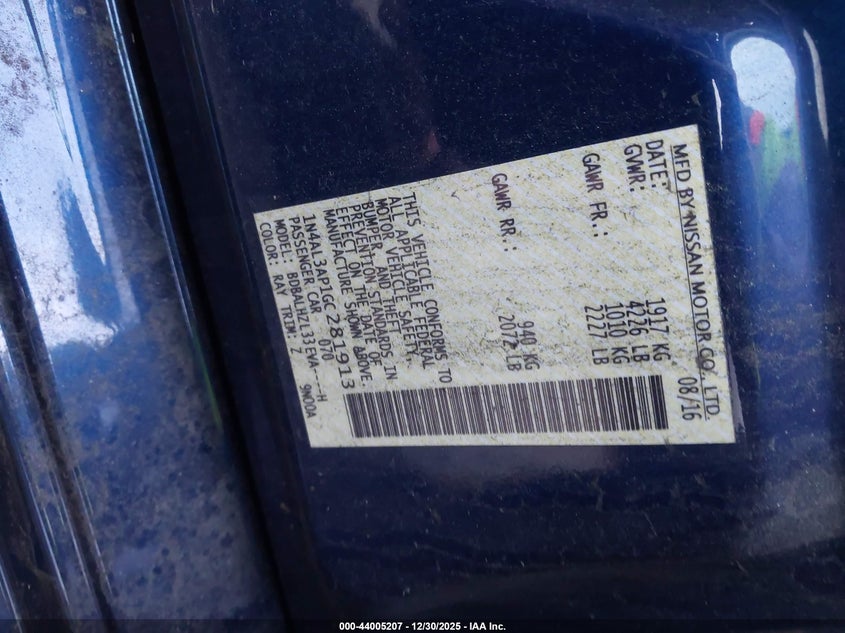 MFD BY NISSAN MOTOR CO., LTD.
DATE: 08/16
GVWR: 1917 KG
4226 LB
GAWR FR.: 1010 KG
2227 LB
GAWR RR.: 940 KG
2072 LB
THIS VEHICLE CONFORMS TO
ALL APPLICABLE FEDERAL
MOTOR VEHICLE SAFETY,
BUMPER, AND THEFT
PREVENTION STANDARDS IN
EFFECT ON THE DATE OF
MANUFACTURE SHOWN ABOVE.
1N4AL3AP1GC281913
PASSENGER CAR 070
MODEL: BDBALHZL33EWA---H
COLOR: RAY TRIM: Z 9N00A
000-44005207 - 12/30/2025 - IAA Inc.